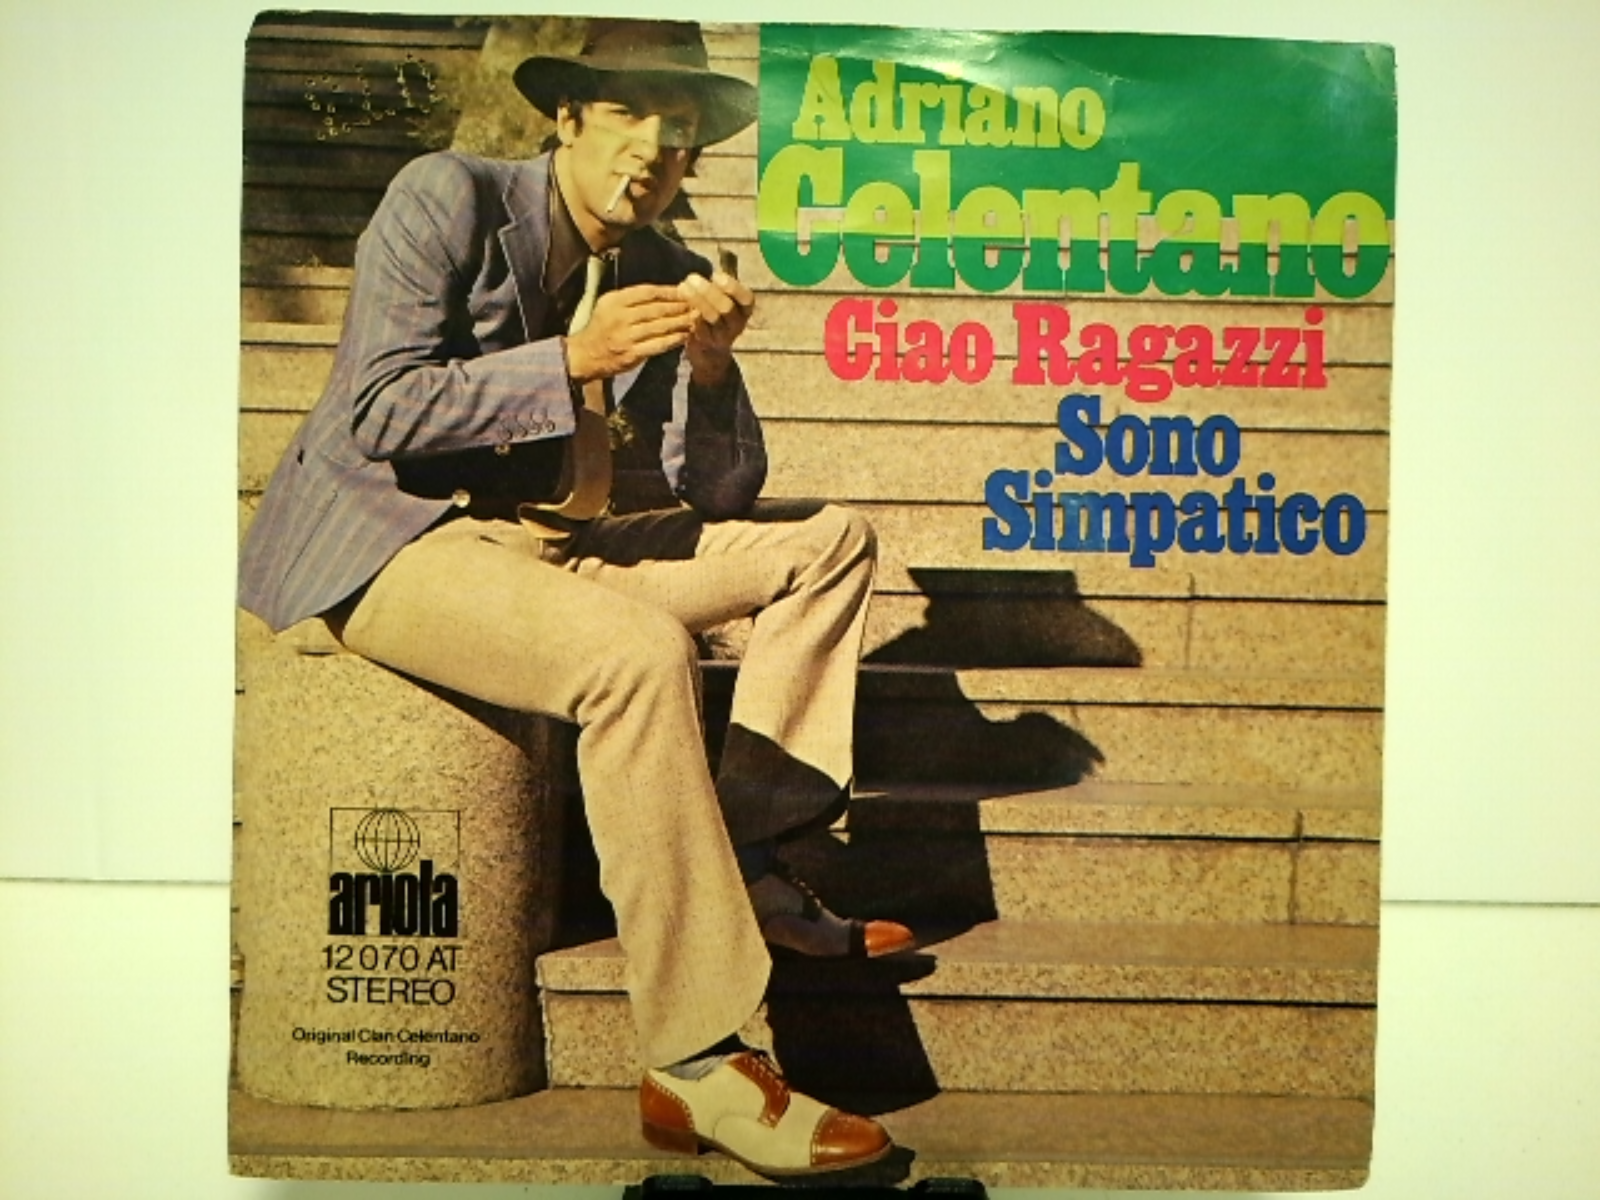 Adriano
Celentano
Ciao Ragazzi
Sono
Simpatico
ariola
12 070 AT
STEREO
Original Clan Celentano
Recording